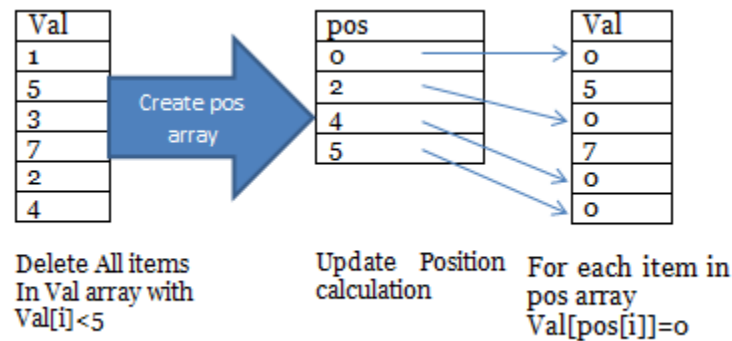 Val
1
5
3
7
2
4
Create pos
array
pos
0
2
4
5
Val
0
5
0
7
0
0
Delete All items
In Val array with
Val[i]<5
Update Position
calculation
For each item in
pos array
Val[pos[i]]=0